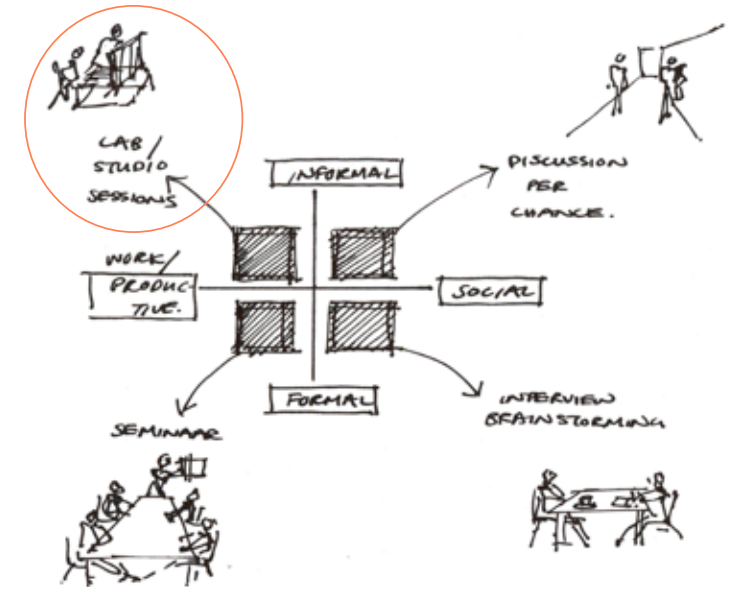 LAB/
STUDIO
SESSIONS
INFORMAL
DISCUSSION
PER
CHANCE.
WORK/
PRODUC-
TIVE.
SOCIAL
FORMAL
SEMINAAR
INTERVIEW
BRAINSTORMING